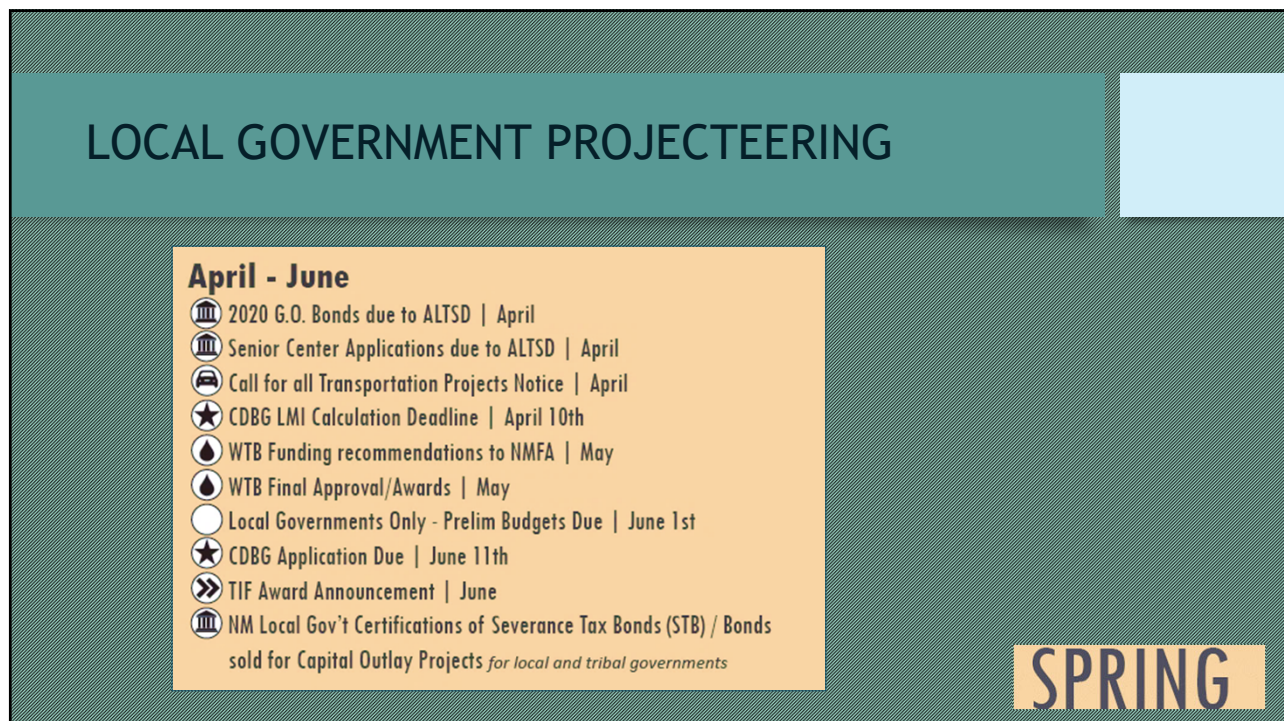 LOCAL GOVERNMENT PROJECTEERING
April - June
2020 G.O. Bonds due to ALTSD | April
Senior Center Applications due to ALTSD | April
Call for all Transportation Projects Notice | April
CDBG LMI Calculation Deadline | April 10th
WTB Funding recommendations to NMFA | May
WTB Final Approval/Awards | May
Local Governments Only - Prelim Budgets Due | June 1st
CDBG Application Due | June 11th
TIF Award Announcement | June
NM Local Gov't Certifications of Severance Tax Bonds (STB) / Bonds
sold for Capital Outlay Projects for local and tribal governments
SPRING